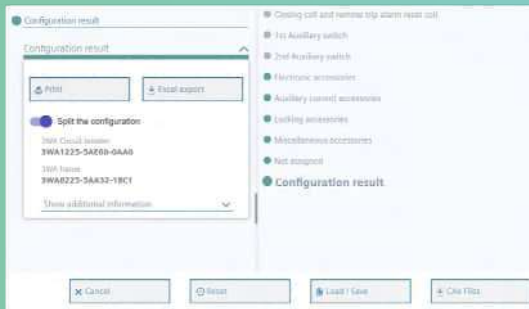 Configuration result
Configuration result
Print
Excel export
Split the configuration
3WA Circuit breaker
3WA1225-5AE60-0AA0
3WA frame
3WA8225-5AA32-1BC1
Show additional information
Closing coil and remote trip alarm reset coil
1st Auxiliary switch
2nd Auxiliary switch
Electronic accessories
Auxiliary control accessories
Locking accessories
Miscellaneous accessories
Not assigned
Configuration result
Cancel
Reset
Load / Save
CAx Files